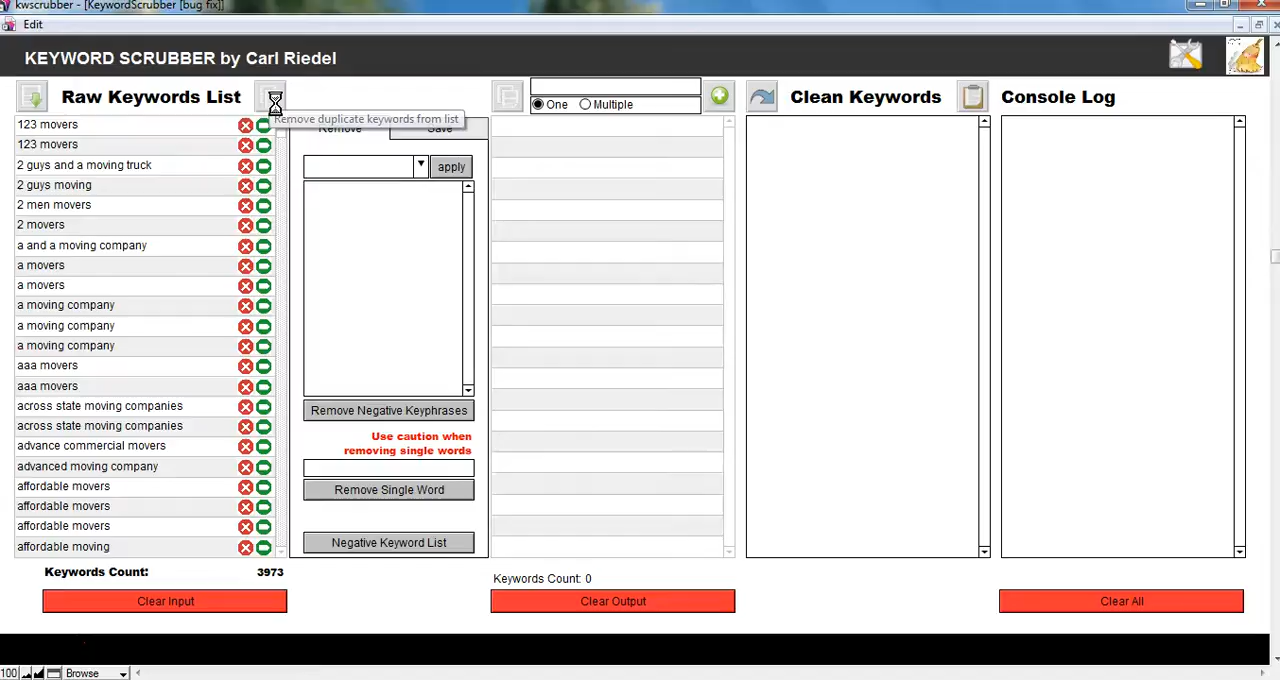 kwscrubber - [KeywordScrubber [bug fix]]
Edit
KEYWORD SCRUBBER by Carl Riedel
Raw Keywords List
One Multiple
Clean Keywords
Console Log
Remove duplicate keywords from list
Remove Save
apply
123 movers
123 movers
2 guys and a moving truck
2 guys moving
2 men movers
2 movers
a and a moving company
a movers
a movers
a moving company
a moving company
a moving company
aaa movers
aaa movers
across state moving companies
across state moving companies
advance commercial movers
advanced moving company
affordable movers
affordable movers
affordable movers
affordable moving
Remove Negative Keyphrases
Use caution when
removing single words
Remove Single Word
Negative Keyword List
Keywords Count: 3973
Clear Input
Keywords Count: 0
Clear Output
Clear All
100 Browse